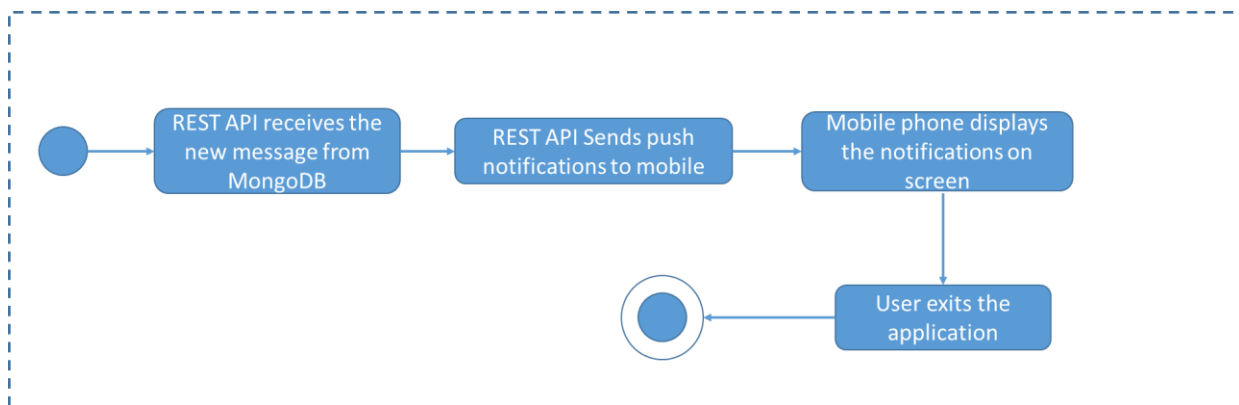 REST API receives the
new message from
MongoDB
REST API Sends push
notifications to mobile
Mobile phone displays
the notifications on
screen
User exits the
application